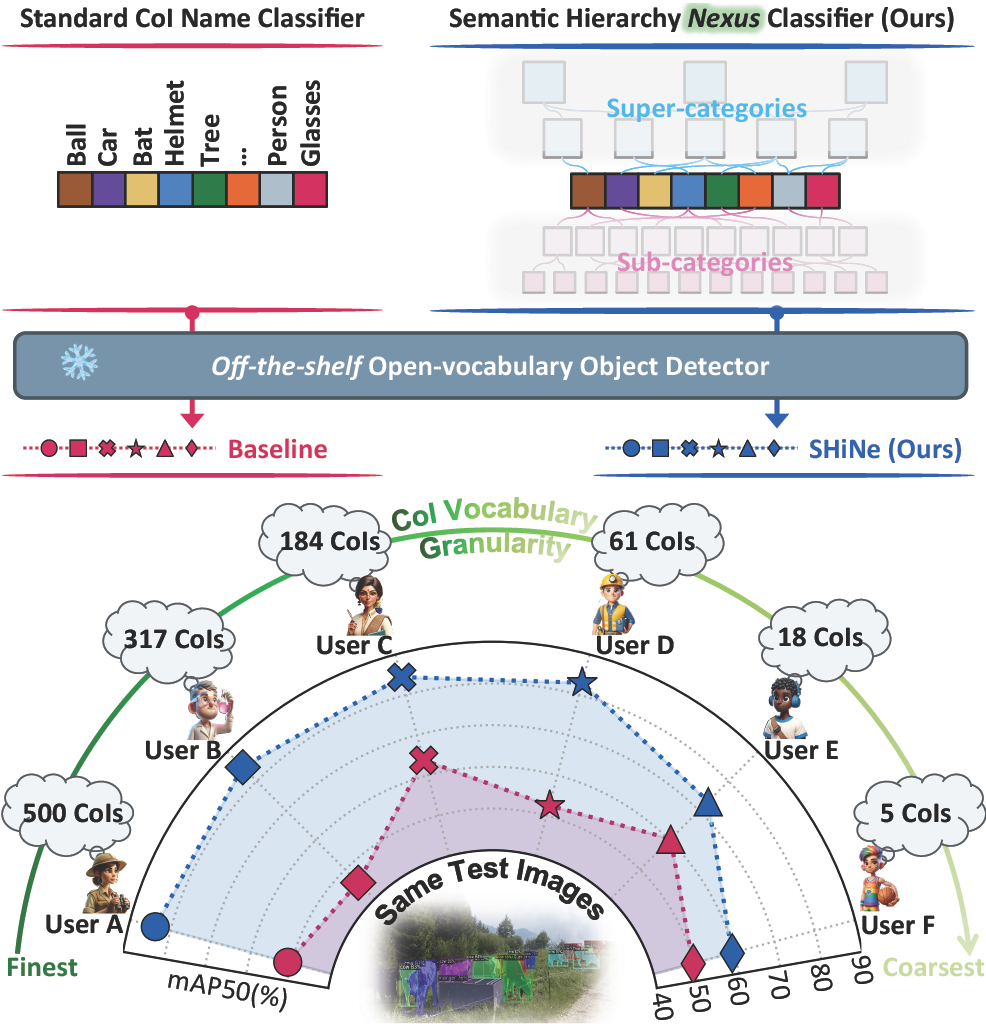 Standard CoI Name Classifier
Semantic Hierarchy Nexus Classifier (Ours)
Ball
Car
Bat
Helmet
Tree
...
Person
Glasses
Super-categories
Sub-categories
Off-the-shelf Open-vocabulary Object Detector
Baseline
SHiNe (Ours)
CoI Vocabulary
Granularity
184 CoIs
61 CoIs
User C
User D
317 CoIs
18 CoIs
User B
User E
500 CoIs
5 CoIs
User A
User F
Same Test Images
Finest
Coarsest
mAP50(%)
40
50
60
70
80
90